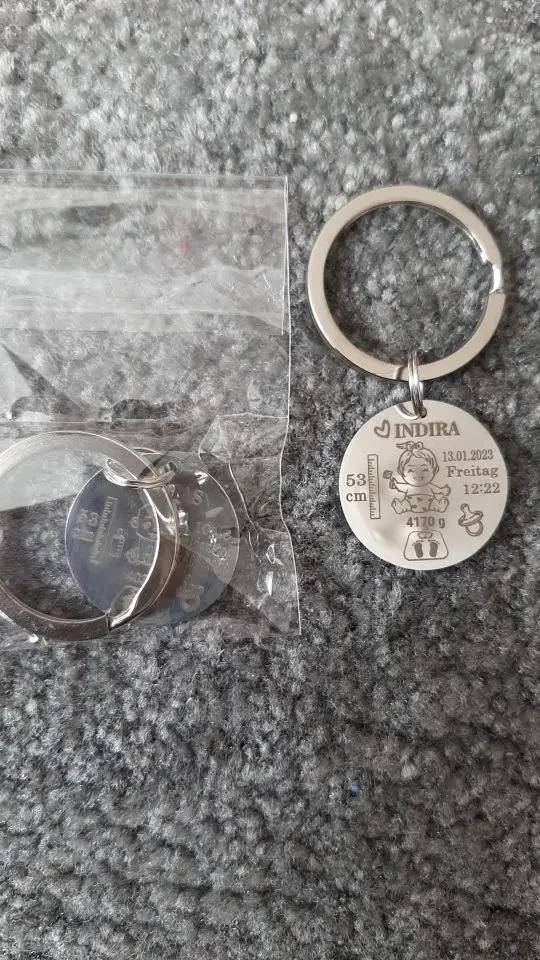 INDIRA
13.01.2023
Freitag
12:22
53
cm
4170 g